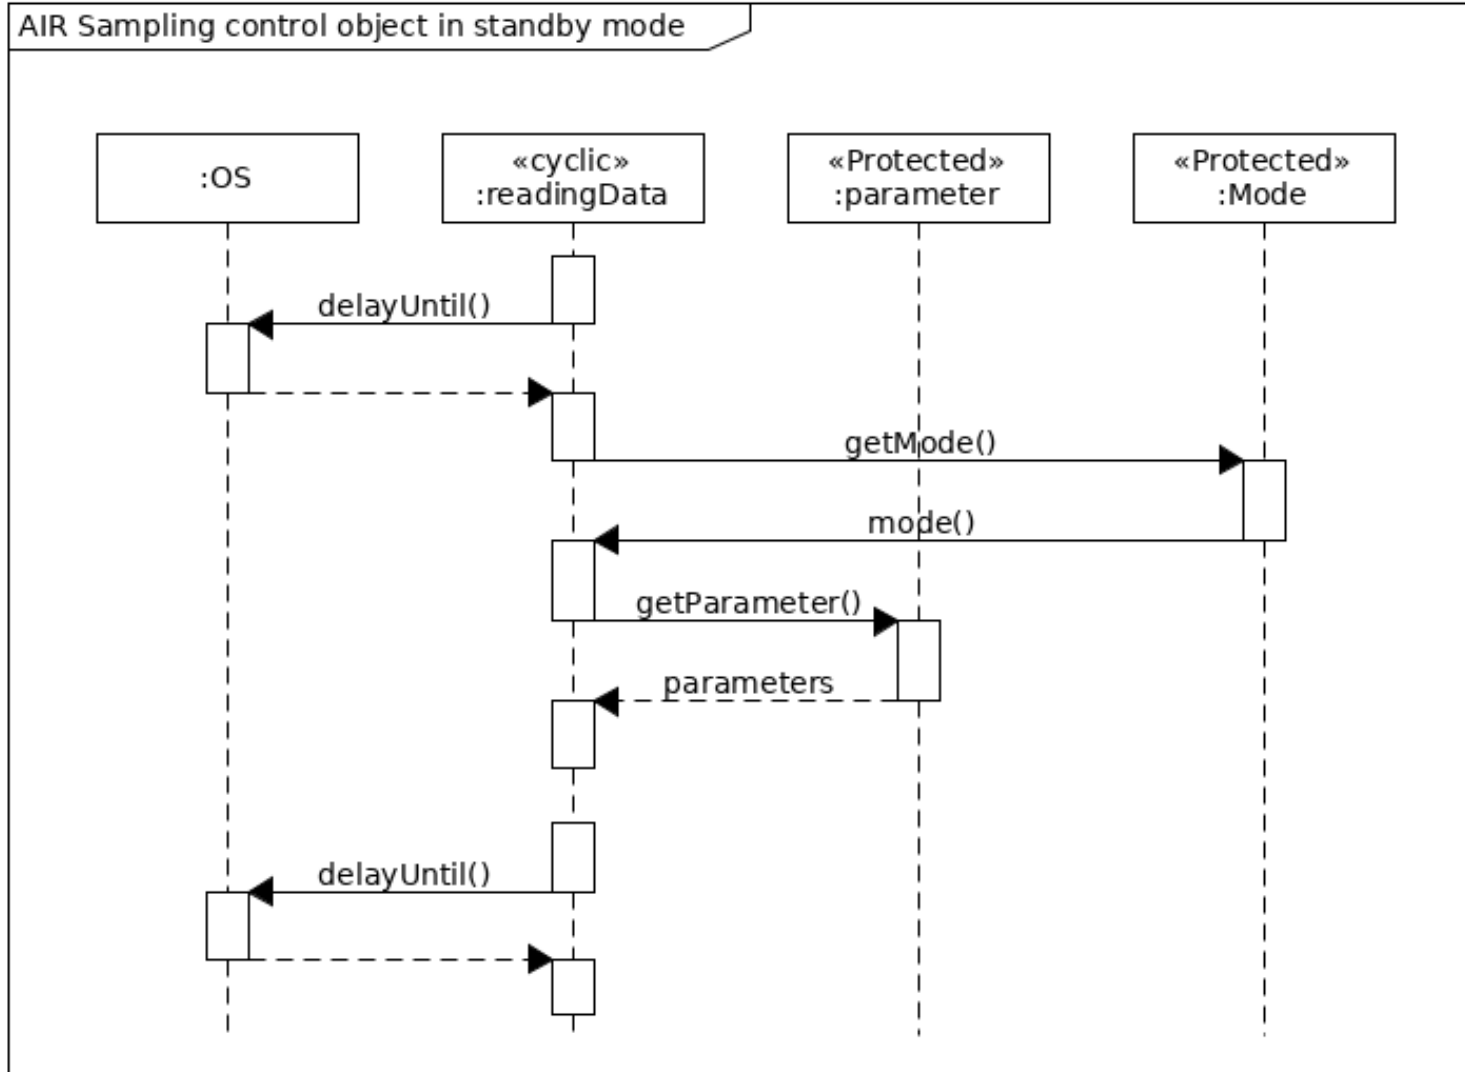 AIR Sampling control object in standby mode
:OS
«cyclic»
:readingData
«Protected»
:parameter
«Protected»
:Mode
delayUntil()
getMode()
mode()
getParameter()
parameters
delayUntil()